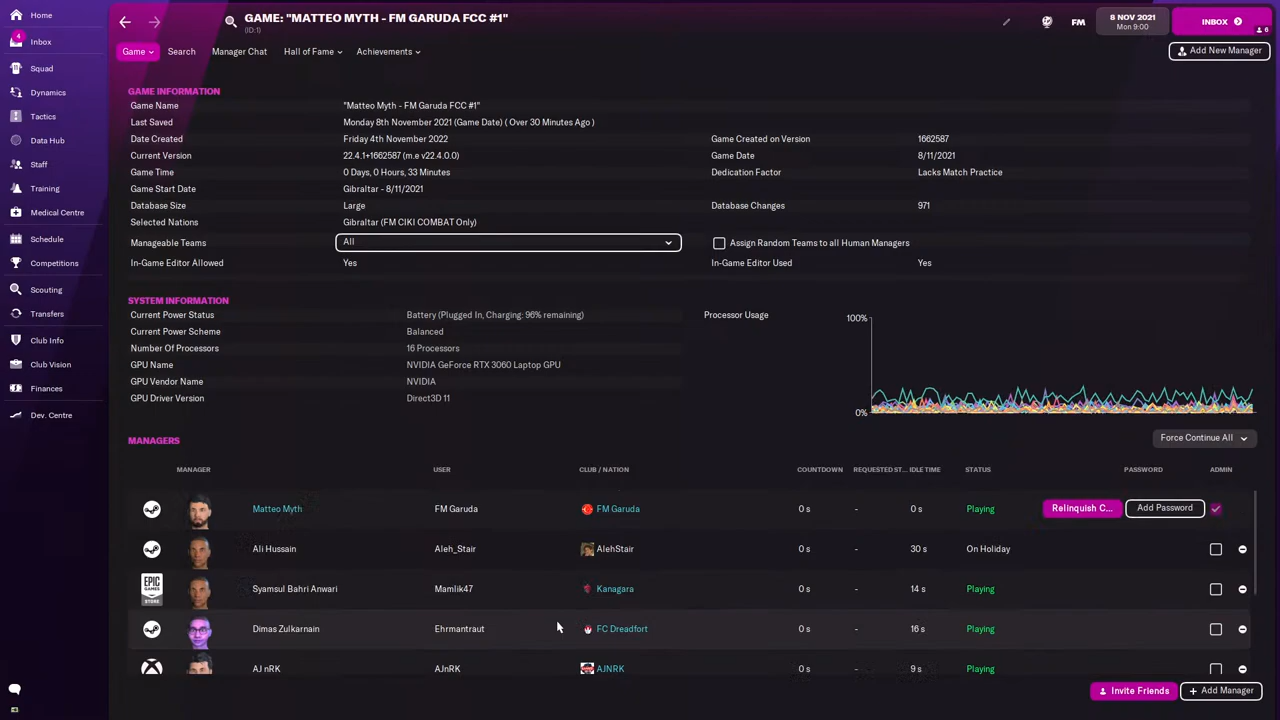 Home
4
Inbox
Squad
Dynamics
Tactics
Data Hub
Staff
Training
Medical Centre
Schedule
Competitions
Scouting
Transfers
Club Info
Club Vision
Finances
Dev. Centre
GAME: "MATTEO MYTH - FM GARUDA FCC #1"
(ID:1)
FM
8 NOV 2021
Mon 9:00
INBOX
6
Game
Search
Manager Chat
Hall of Fame
Achievements
Add New Manager
GAME INFORMATION
Game Name "Matteo Myth - FM Garuda FCC #1"
Last Saved Monday 8th November 2021 (Game Date) ( Over 30 Minutes Ago )
Date Created Friday 4th November 2022 Game Created on Version 1662587
Current Version 22.4.1+1662587 (m.e v22.4.0.0) Game Date 8/11/2021
Game Time 0 Days, 0 Hours, 33 Minutes Dedication Factor Lacks Match Practice
Game Start Date Gibraltar - 8/11/2021
Database Size Large Database Changes 971
Selected Nations Gibraltar (FM CIKI COMBAT Only)
Manageable Teams All Assign Random Teams to all Human Managers
In-Game Editor Allowed Yes In-Game Editor Used Yes
SYSTEM INFORMATION
Current Power Status Battery (Plugged In, Charging: 96% remaining) Processor Usage
100%
0%
Current Power Scheme Balanced
Number Of Processors 16 Processors
GPU Name NVIDIA GeForce RTX 3060 Laptop GPU
GPU Vendor Name NVIDIA
GPU Driver Version Direct3D 11
MANAGERS
Force Continue All
MANAGER USER CLUB / NATION COUNTDOWN REQUESTED ST... IDLE TIME STATUS PASSWORD ADMIN
Matteo Myth FM Garuda FM Garuda 0 s - 0 s Playing Relinquish C... Add Password
Ali Hussain Aleh_Stair AlehStair 0 s - 30 s On Holiday
EPIC GAMES STORE Syamsul Bahri Anwari Mamlik47 Kanagara 0 s - 14 s Playing
Dimas Zulkarnain Ehrmantraut FC Dreadfort 0 s - 16 s Playing
AJ nRK AJnRK AJNRK 0 s - 9 s Playing
Invite Friends
Add Manager